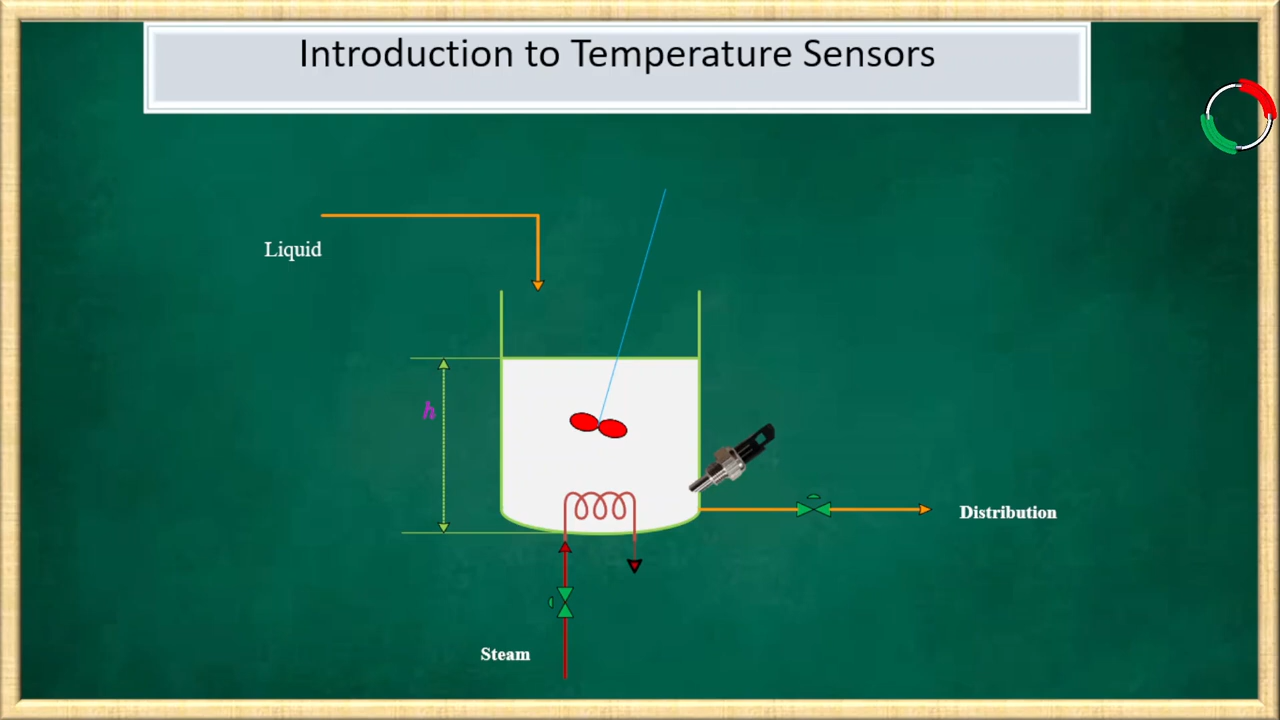 Introduction to Temperature Sensors
Liquid
h
Distribution
Steam